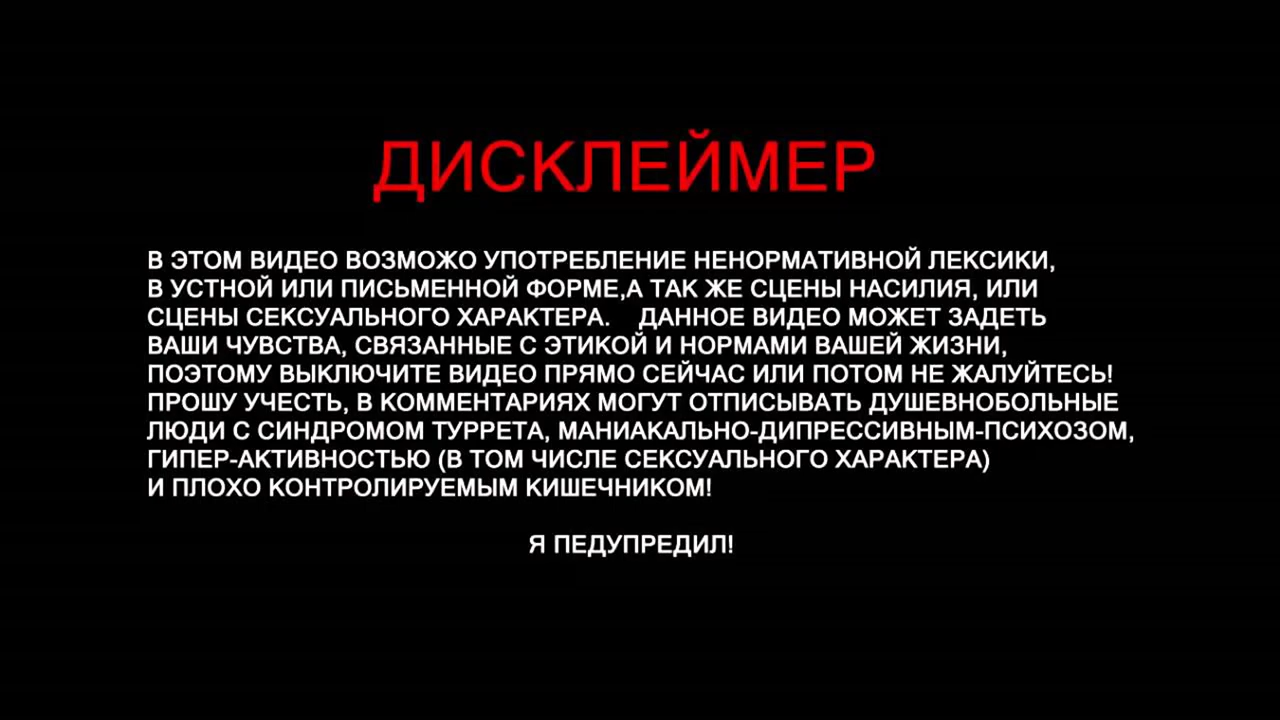 ДИСКЛЕЙМЕР
В ЭТОМ ВИДЕО ВОЗМОЖО УПОТРЕБЛЕНИЕ НЕНОРМАТИВНОЙ ЛЕКСИКИ,
В УСТНОЙ ИЛИ ПИСЬМЕННОЙ ФОРМЕ,А ТАК ЖЕ СЦЕНЫ НАСИЛИЯ, ИЛИ
СЦЕНЫ СЕКСУАЛЬНОГО ХАРАКТЕРА. ДАННОЕ ВИДЕО МОЖЕТ ЗАДЕТЬ
ВАШИ ЧУВСТВА, СВЯЗАННЫЕ С ЭТИКОЙ И НОРМАМИ ВАШЕЙ ЖИЗНИ,
ПОЭТОМУ ВЫКЛЮЧИТЕ ВИДЕО ПРЯМО СЕЙЧАС ИЛИ ПОТОМ НЕ ЖАЛУЙТЕСЬ!
ПРОШУ УЧЕСТЬ, В КОММЕНТАРИЯХ МОГУТ ОТПИСЫВАТЬ ДУШЕВНОБОЛЬНЫЕ
ЛЮДИ С СИНДРОМОМ ТУРРЕТА, МАНИАКАЛЬНО-ДИПРЕССИВНЫМ-ПСИХОЗОМ,
ГИПЕР-АКТИВНОСТЬЮ (В ТОМ ЧИСЛЕ СЕКСУАЛЬНОГО ХАРАКТЕРА)
И ПЛОХО КОНТРОЛИРУЕМЫМ КИШЕЧНИКОМ!
Я ПЕДУПРЕДИЛ!